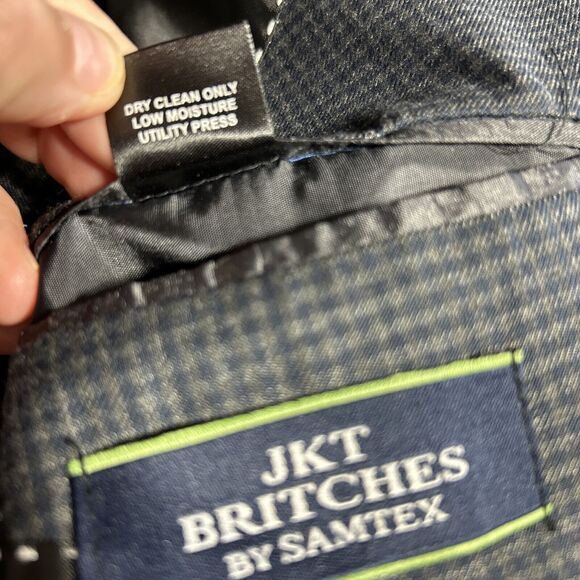 DRY CLEAN ONLY
LOW MOISTURE
UTILITY PRESS
JKT
BRITCHES
BY SAMTEX